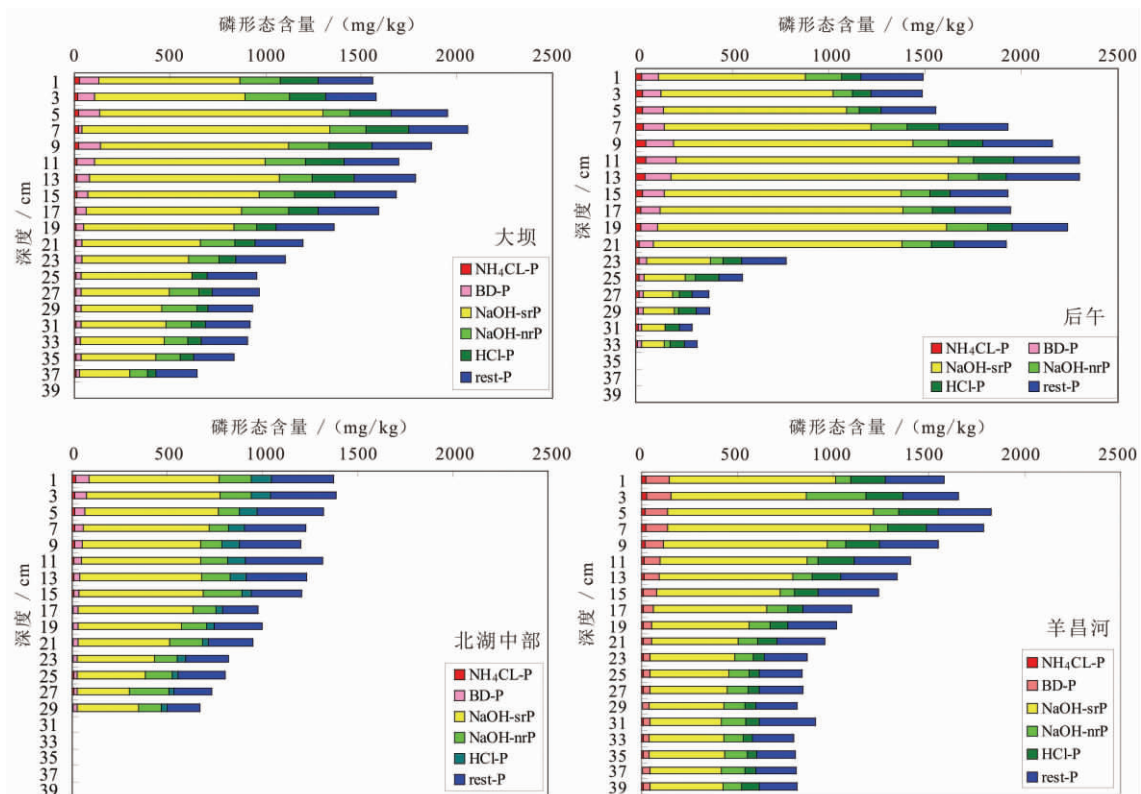 磷形态含量 / (mg/kg)
0 500 1000 1500 2000 2500
深度 / cm
1
3
5
7
9
11
13
15
17
19
21
23
25
27
29
31
33
35
37
39
大坝
NH₄CL-P
BD-P
NaOH-srP
NaOH-nrP
HCl-P
rest-P
磷形态含量 / (mg/kg)
0 500 1000 1500 2000 2500
深度 / cm
1
3
5
7
9
11
13
15
17
19
21
23
25
27
29
31
33
35
37
39
后午
NH₄CL-P BD-P
NaOH-srP NaOH-nrP
HCl-P rest-P
磷形态含量 / (mg/kg)
0 500 1000 1500 2000 2500
深度 / cm
1
3
5
7
9
11
13
15
17
19
21
23
25
27
29
31
33
35
37
39
北湖中部
NH₄CL-P
BD-P
NaOH-srP
NaOH-nrP
HCl-P
rest-P
磷形态含量 / (mg/kg)
0 500 1000 1500 2000 2500
深度 / cm
1
3
5
7
9
11
13
15
17
19
21
23
25
27
29
31
33
35
37
39
羊昌河
NH₄CL-P
BD-P
NaOH-srP
NaOH-nrP
HCl-P
rest-P